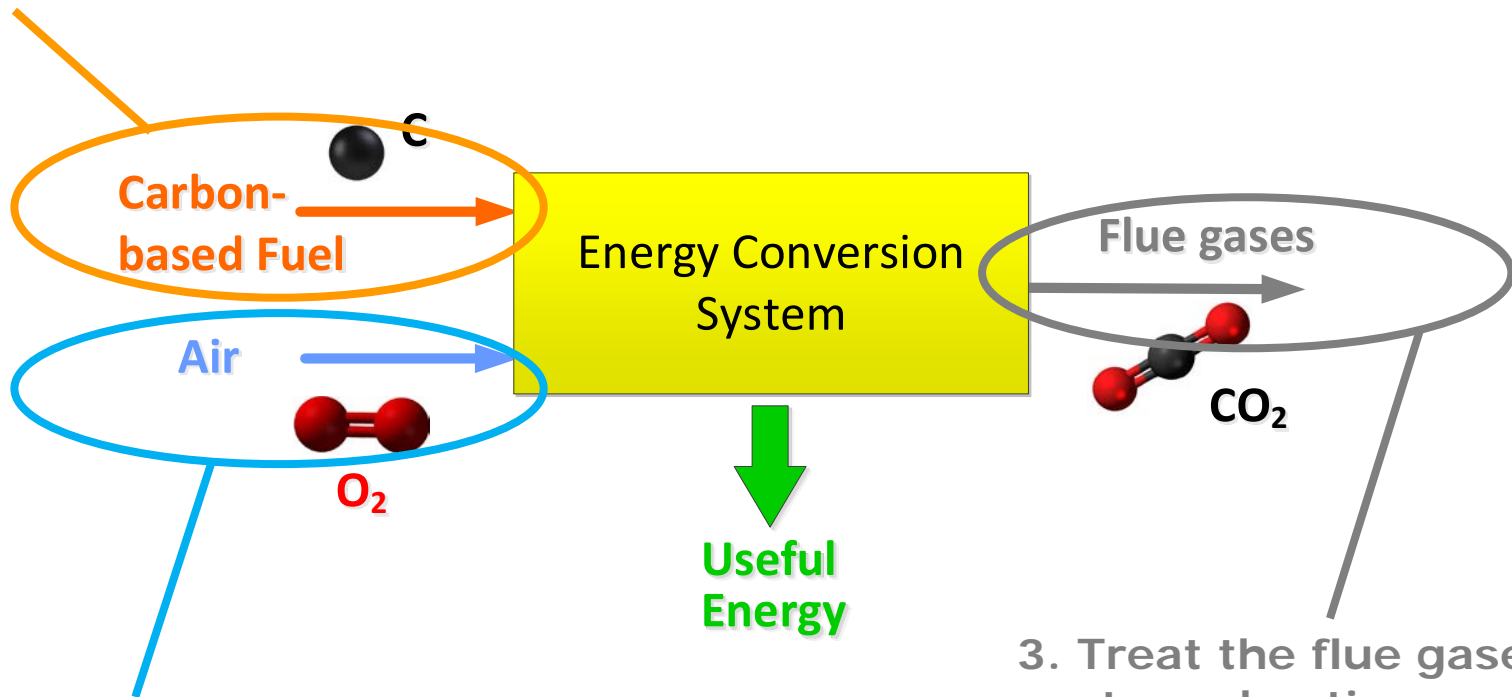 C
Carbon-
based Fuel
Air
O₂
Energy Conversion
System
Useful
Energy
Flue gases
CO₂
3. Treat the flue gase